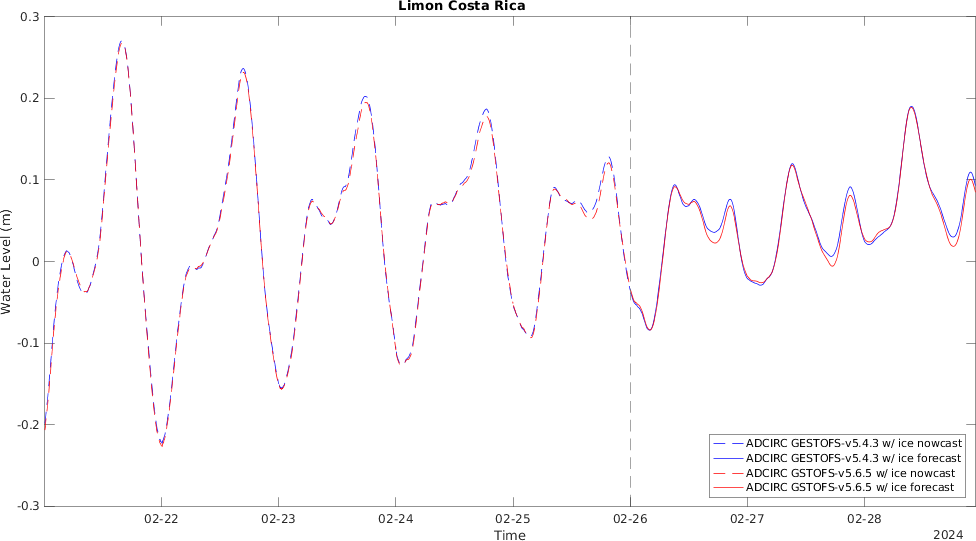 Limon Costa Rica
0.3
0.2
0.1
0
-0.1
-0.2
-0.3
Water Level (m)
02-22 02-23 02-24 02-25 02-26 02-27 02-28
Time
2024
ADCIRC GESTOFS-v5.4.3 w/ ice nowcast
ADCIRC GESTOFS-v5.4.3 w/ ice forecast
ADCIRC GSTOFS-v5.6.5 w/ ice nowcast
ADCIRC GSTOFS-v5.6.5 w/ ice forecast